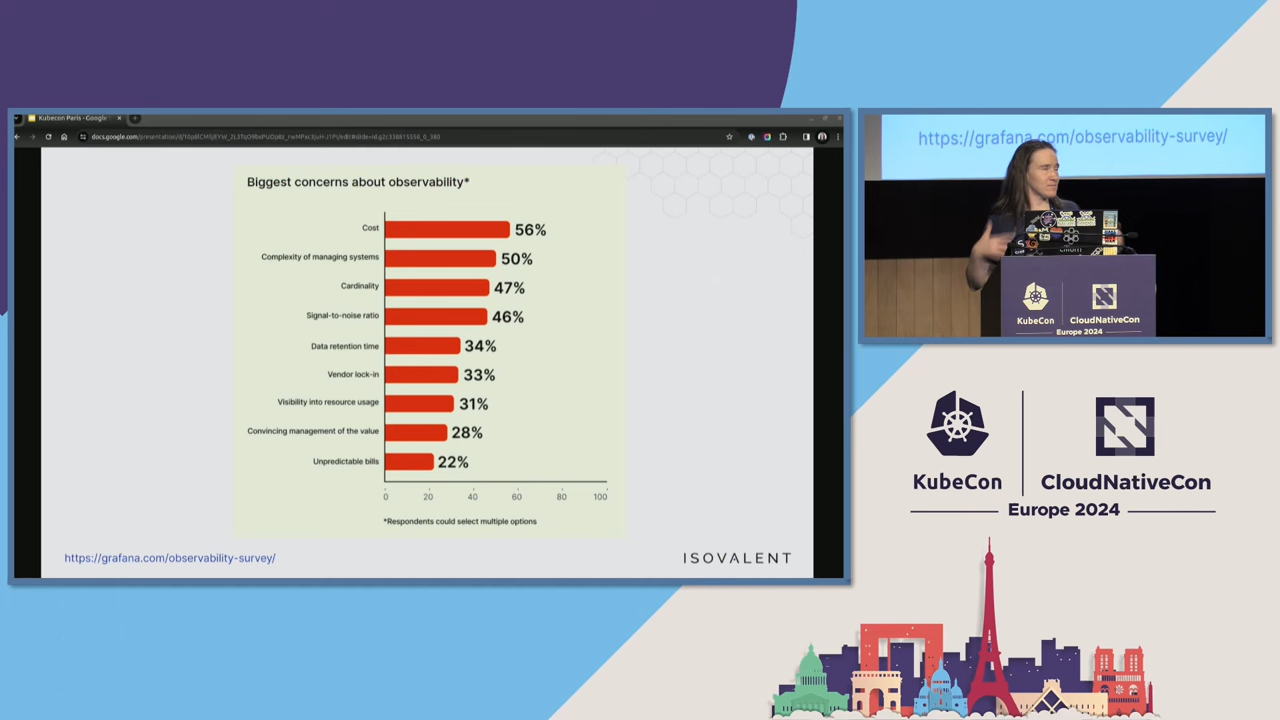 Kubecon Paris - Google
Biggest concerns about observability*
Cost 56%
Complexity of managing systems 50%
Cardinality 47%
Signal-to-noise ratio 46%
Data retention time 34%
Vendor lock-in 33%
Visibility into resource usage 31%
Convincing management of the value 28%
Unpredictable bills 22%
0 20 40 60 80 100
*Respondents could select multiple options
https://grafana.com/observability-survey/
ISOVALENT
https://grafana.com/observability-survey/
KubeCon CloudNativeCon
Europe 2024
KubeCon CloudNativeCon
Europe 2024